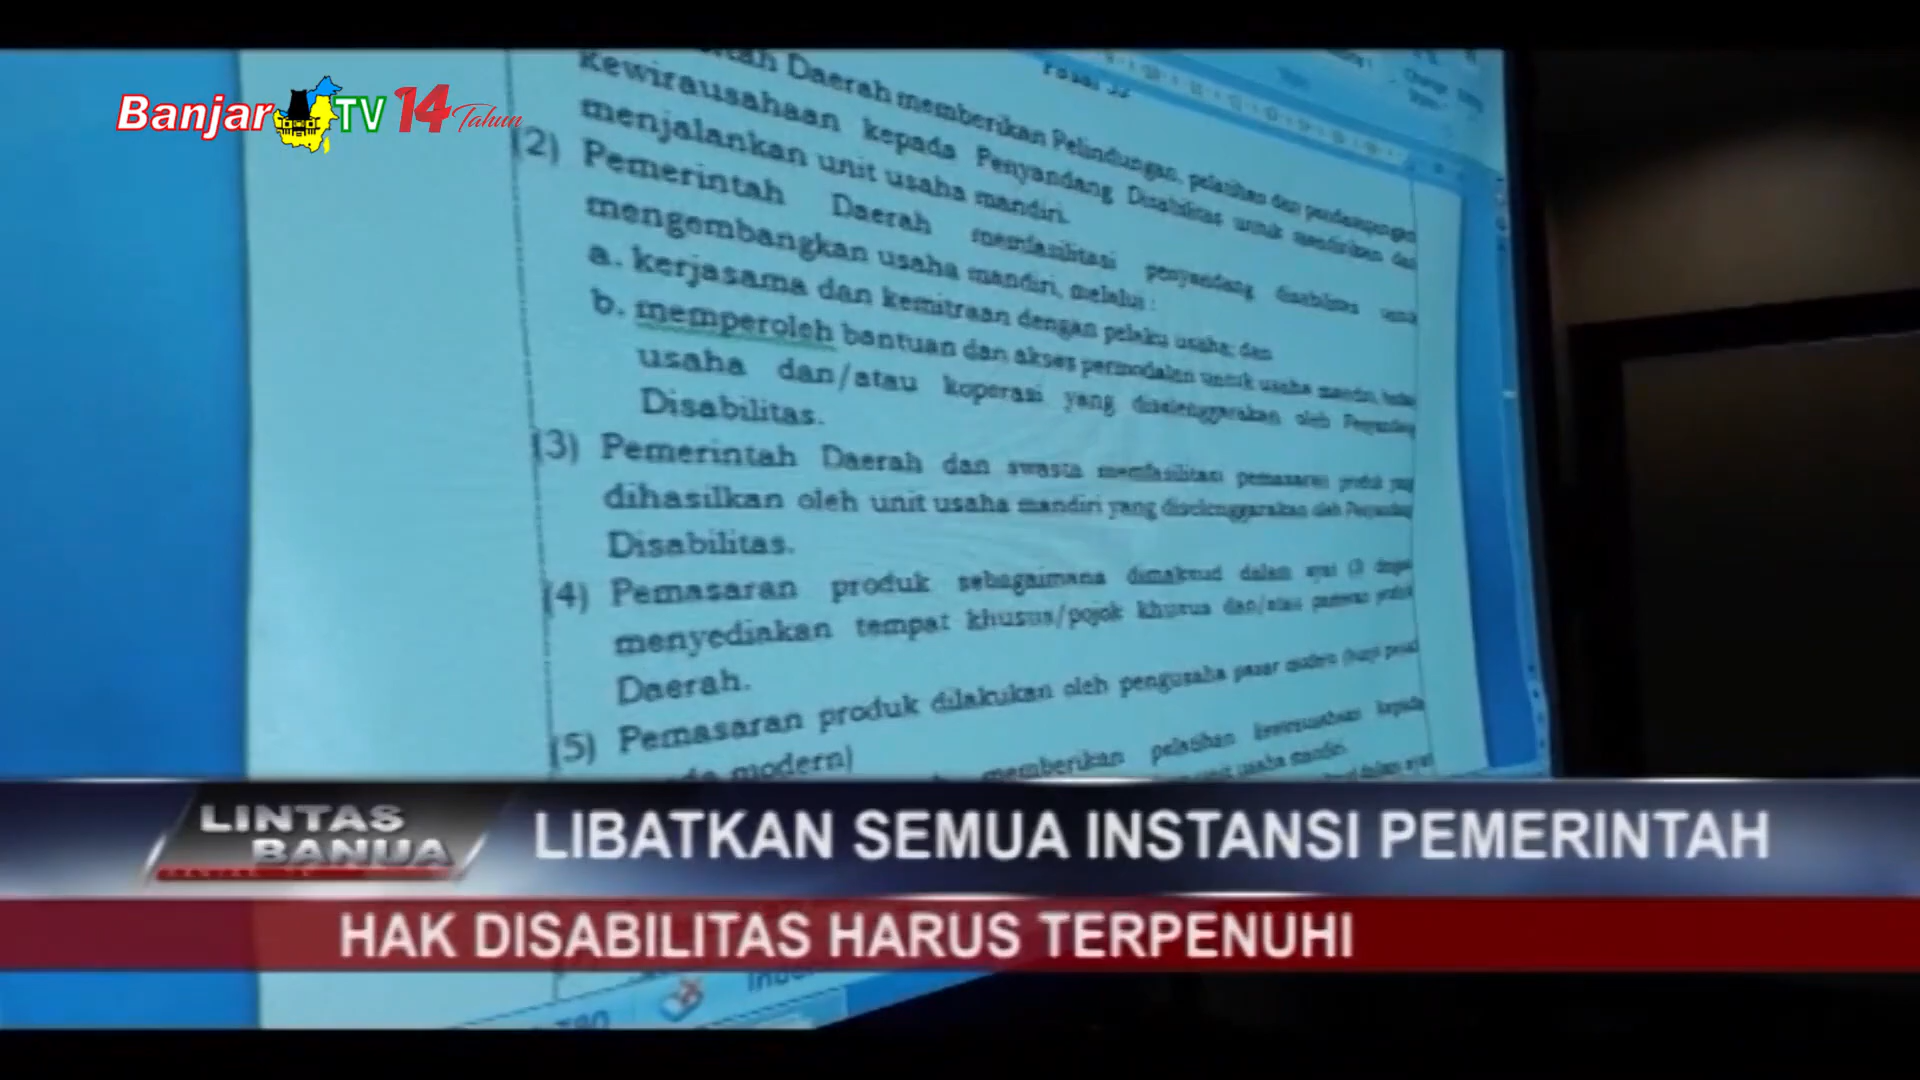 Banjar TV 14 Tahun
Daerah memberikan Pelindungan, pelatihan dan pendampingan
Kewirausahaan kepada Penyandang Disabilitas untuk mendirikan dan
menjalankan unit usaha mandiri.
(2) Pemerintah Daerah memfasilitasi penyandang disabilitas untuk
mengembangkan usaha mandiri, melalui :
a. kerjasama dan kemitraan dengan pelaku usaha; dan
b. memperoleh bantuan dan akses permodalan untuk usaha mandiri,
usaha dan/atau koperasi yang diselenggarakan oleh Penyandang
Disabilitas.
(3) Pemerintah Daerah dan swasta memfasilitasi pemasaran produk yang
dihasilkan oleh unit usaha mandiri yang diselenggarakan oleh Penyandang
Disabilitas.
(4) Pemasaran produk sebagaimana dimaksud dalam ayat (3)
menyediakan tempat khusus/pojok khusus dan/atau pameran produk
Daerah.
(5) Pemasaran produk dilakukan oleh pengusaha pasar modern
modern)
memberikan pelatihan kewirausahaan kepada
unit usaha mandiri.
dalam ayat
LINTAS
BANUA
LIBATKAN SEMUA INSTANSI PEMERINTAH
HAK DISABILITAS HARUS TERPENUHI